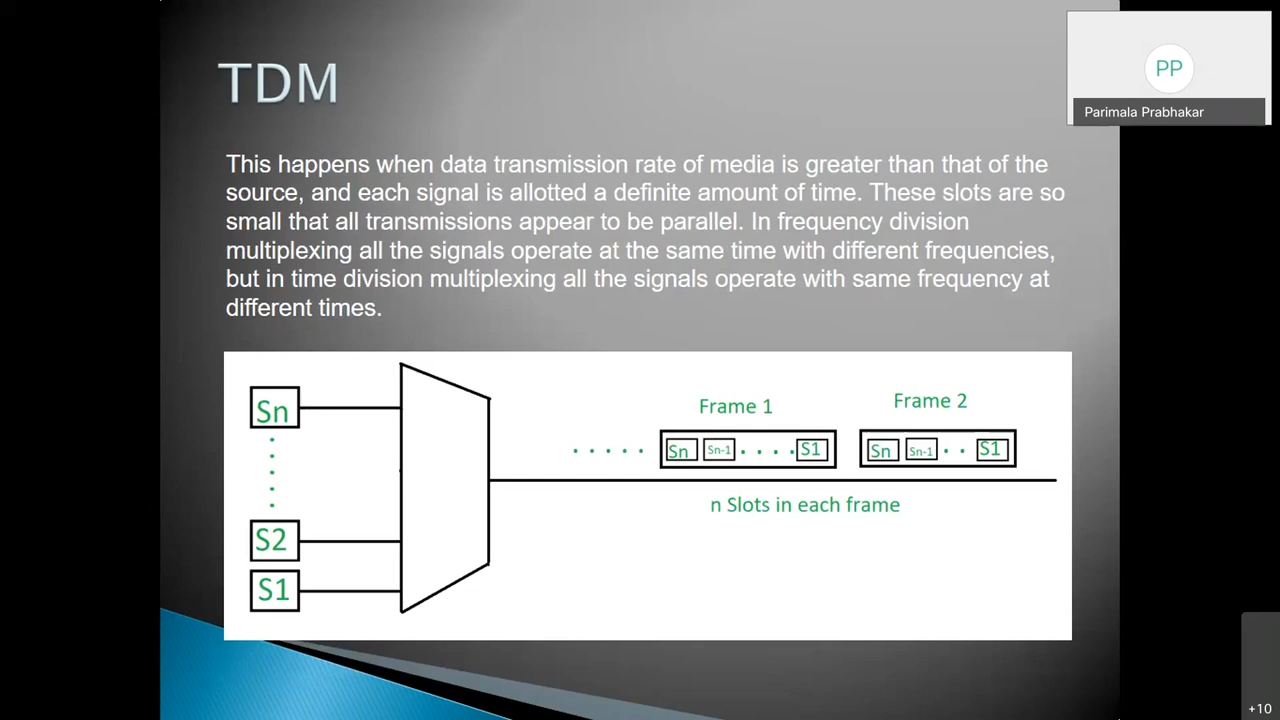 TDM
PP
Parimala Prabhakar
This happens when data transmission rate of media is greater than that of the
source, and each signal is allotted a definite amount of time. These slots are so
small that all transmissions appear to be parallel. In frequency division
multiplexing all the signals operate at the same time with different frequencies,
but in time division multiplexing all the signals operate with same frequency at
different times.
Sn
S2
S1
Frame 1
Frame 2
..... Sn Sn-1 .... S1
Sn Sn-1 .. S1
n Slots in each frame
+10